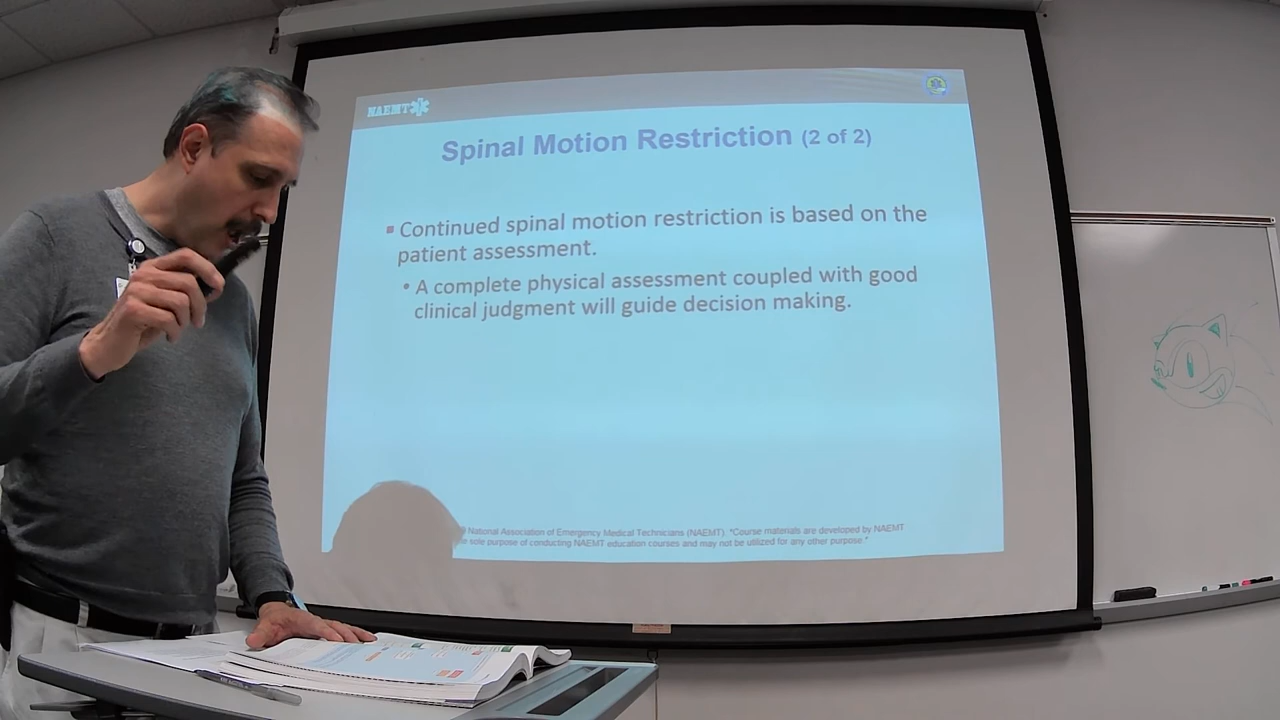 NAEMT
Spinal Motion Restriction (2 of 2)
Continued spinal motion restriction is based on the
patient assessment.
• A complete physical assessment coupled with good
clinical judgment will guide decision making.
National Association of Emergency Medical Technicians (NAEMT). "Course materials are developed by NAEMT
sole purpose of conducting NAEMT education courses and may not be utilized for any other purpose."